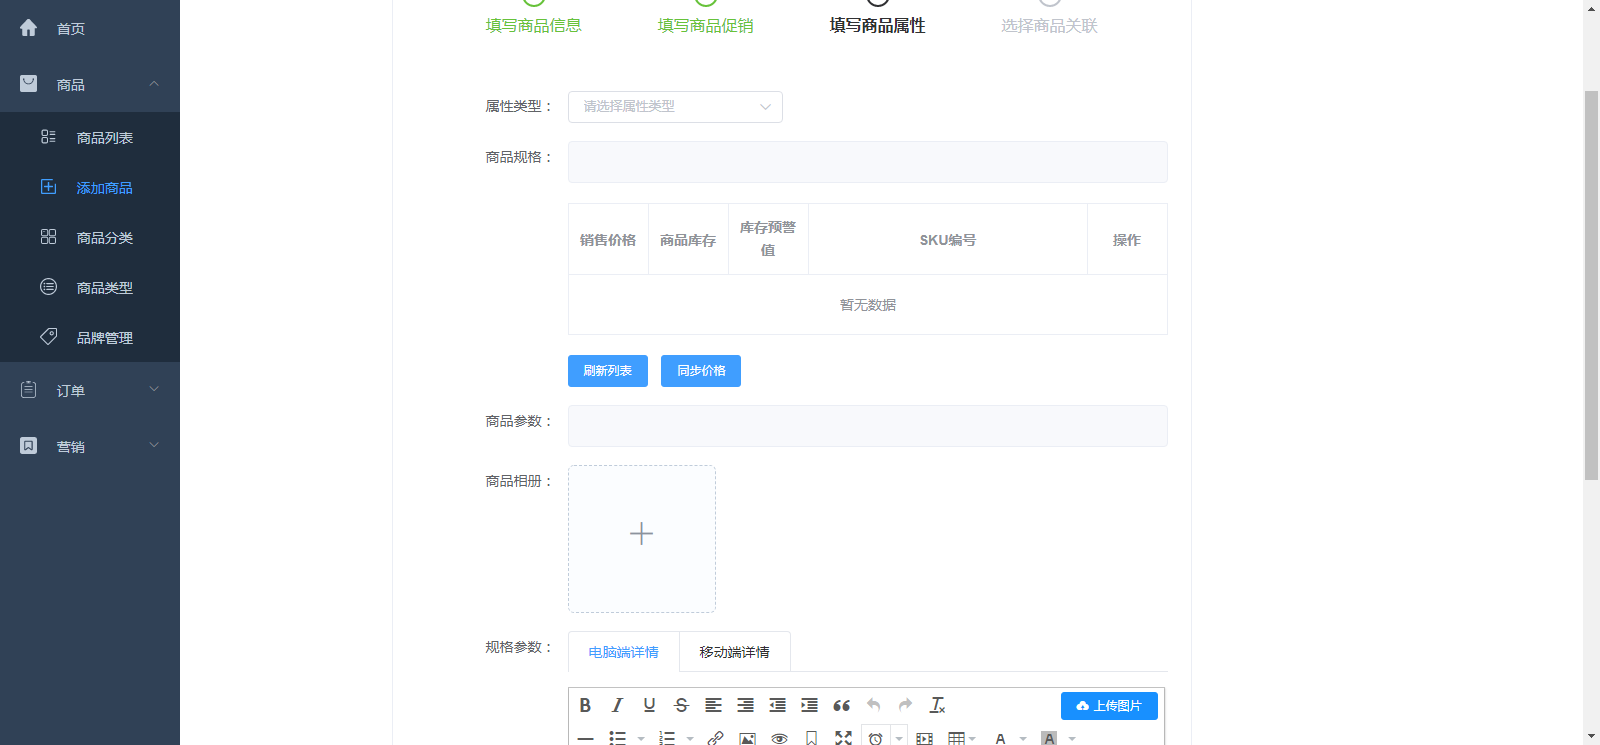 首页
商品
商品列表
添加商品
商品分类
商品类型
品牌管理
订单
营销
填写商品信息
填写商品促销
填写商品属性
选择商品关联
属性类型：
请选择属性类型
商品规格：
销售价格
商品库存
库存预警
值
SKU编号
操作
暂无数据
刷新列表
同步价格
商品参数：
商品相册：
规格参数：
电脑端详情
移动端详情
上传图片